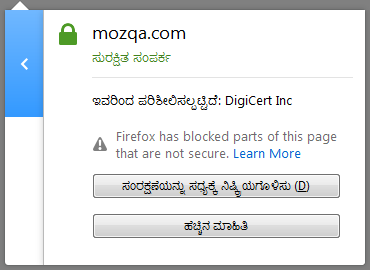 mozqa.com
ಸುರಕ್ಷಿತ ಸಂಪರ್ಕ
ಇವರಿಂದ ಪರಿಶೀಲಿಸಲ್ಪಟ್ಟಿದೆ: DigiCert Inc
Firefox has blocked parts of this page
that are not secure. Learn More
ಸಂರಕ್ಷಣೆಯನ್ನು ಸದ್ಯಕ್ಕೆ ನಿಷ್ಕ್ರಿಯಗೊಳಿಸು (D)
ಹೆಚ್ಚಿನ ಮಾಹಿತಿ